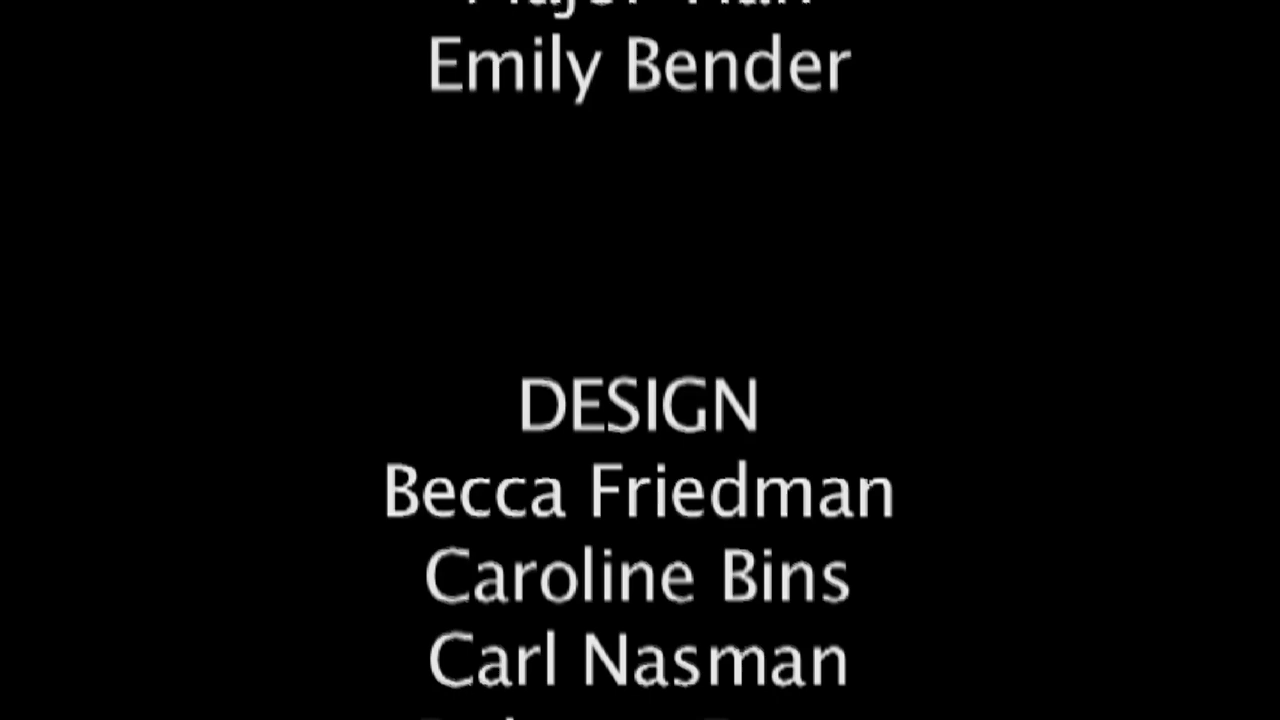 Emily Bender
DESIGN
Becca Friedman
Caroline Bins
Carl Nasman